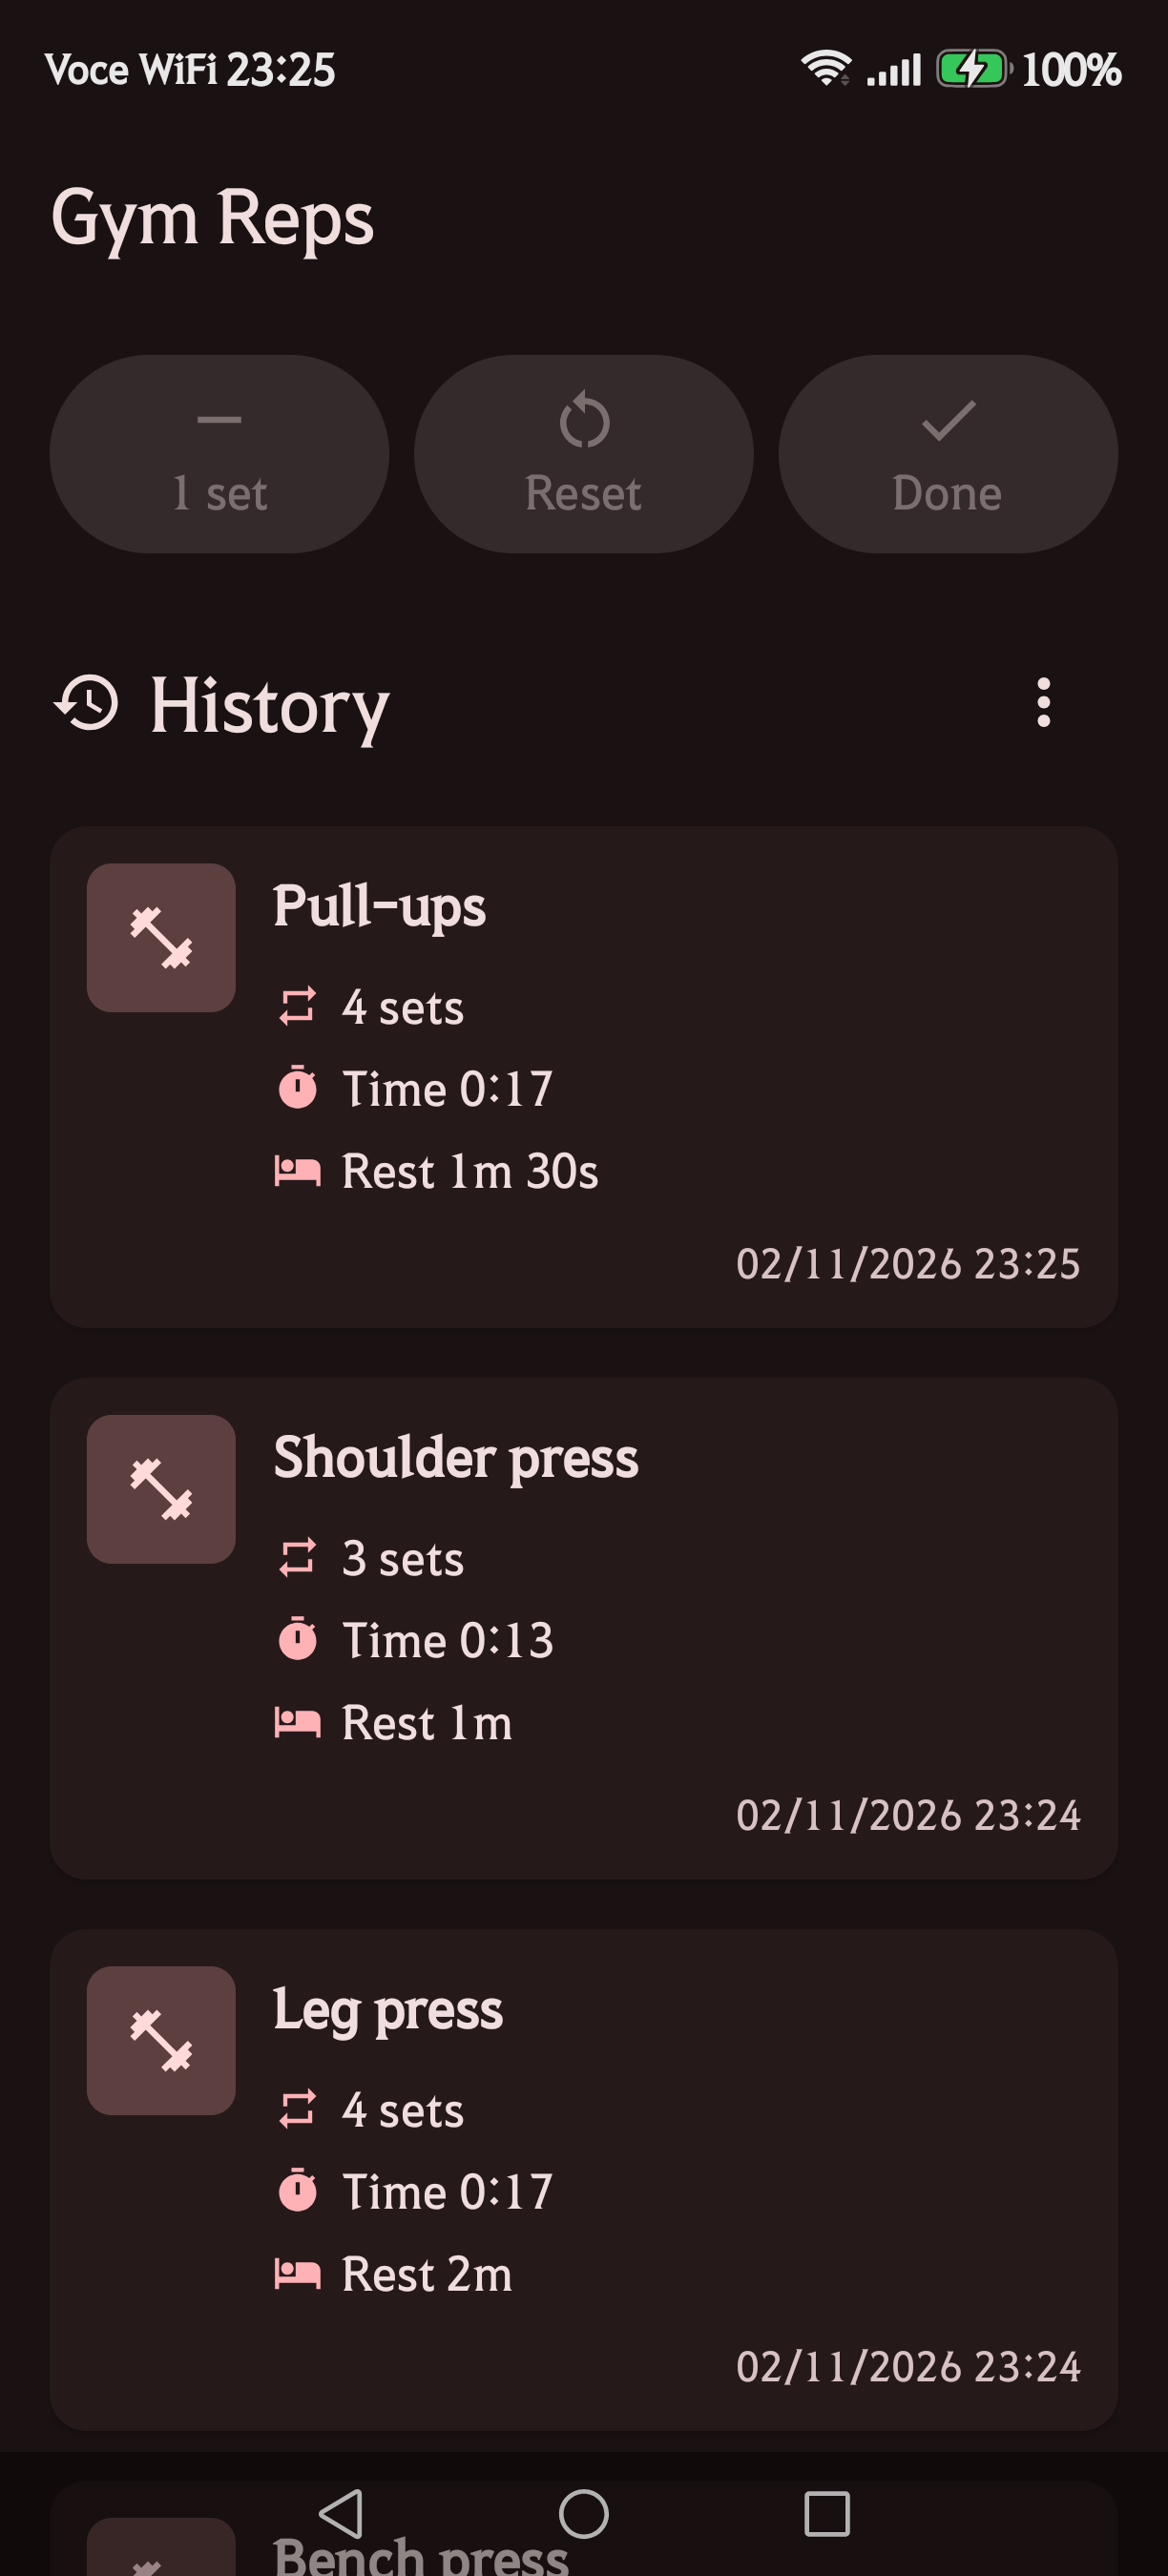 Voce WiFi 23:25
100%
Gym Reps
1 set
Reset
Done
History
Pull-ups
4 sets
Time 0:17
Rest 1m 30s
02/11/2026 23:25
Shoulder press
3 sets
Time 0:13
Rest 1m
02/11/2026 23:24
Leg press
4 sets
Time 0:17
Rest 2m
02/11/2026 23:24
Bench press